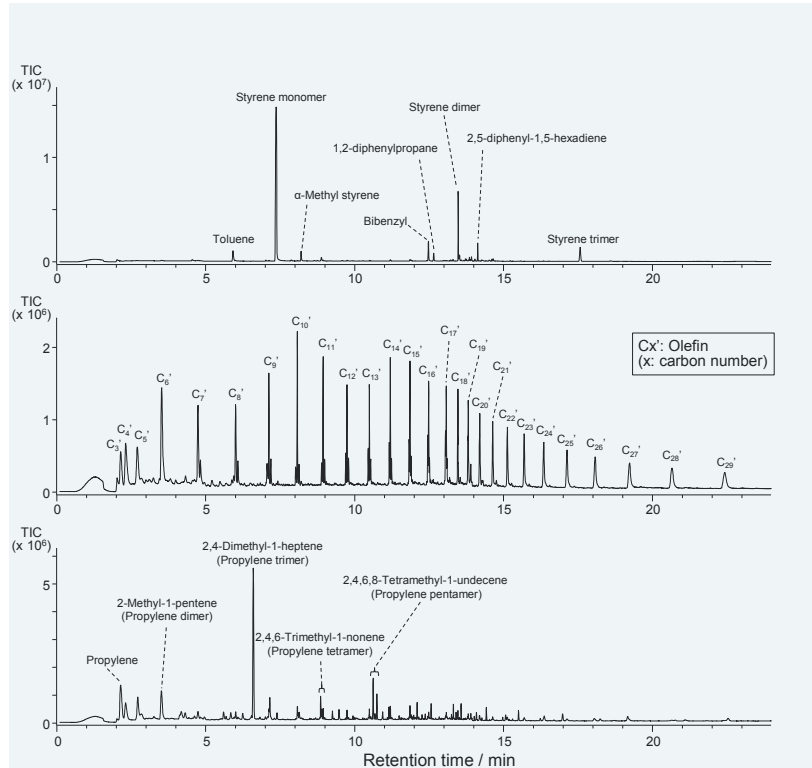 TIC
(x 10⁷)
Styrene monomer
Styrene dimer
2,5-diphenyl-1,5-hexadiene
1,2-diphenylpropane
α-Methyl styrene
Bibenzyl
Toluene
Styrene trimer
1
0
0 5 10 15 20
TIC
(x 10⁶)
C₃' C₄' C₅' C₆' C₇' C₈' C₉' C₁₀' C₁₁' C₁₂' C₁₃' C₁₄' C₁₅' C₁₆' C₁₇' C₁₈' C₁₉' C₂₀' C₂₁' C₂₂' C₂₃' C₂₄' C₂₅' C₂₆' C₂₇' C₂₈' C₂₉'
Cx': Olefin
(x: carbon number)
2
1
0
0 5 10 15 20
TIC
(x 10⁶)
2,4-Dimethyl-1-heptene
(Propylene trimer)
2,4,6,8-Tetramethyl-1-undecene
(Propylene pentamer)
2-Methyl-1-pentene
(Propylene dimer)
2,4,6-Trimethyl-1-nonene
(Propylene tetramer)
Propylene
5
0
0 5 10 15 20
Retention time / min